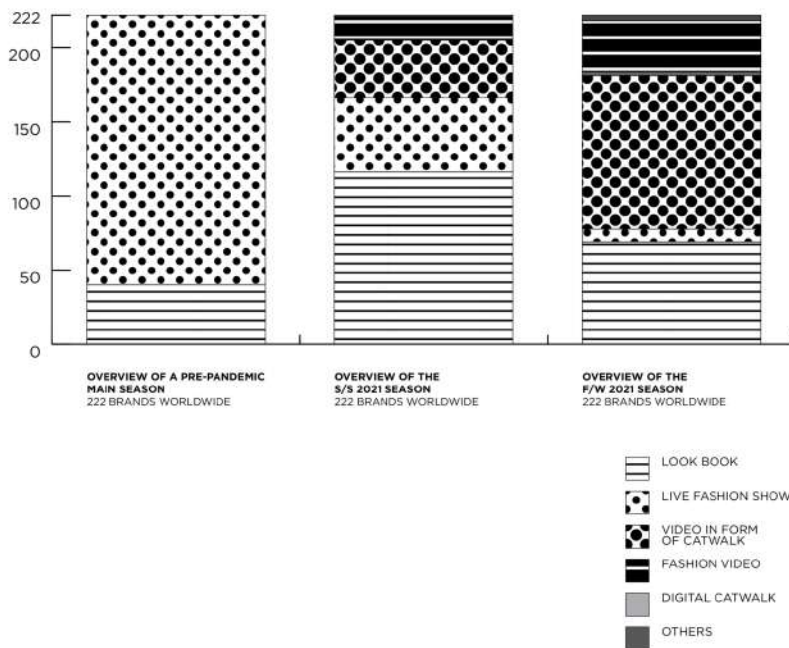 222
200
150
100
50
0
OVERVIEW OF A PRE-PANDEMIC
MAIN SEASON
222 BRANDS WORLDWIDE
OVERVIEW OF THE
S/S 2021 SEASON
222 BRANDS WORLDWIDE
OVERVIEW OF THE
F/W 2021 SEASON
222 BRANDS WORLDWIDE
LOOK BOOK
LIVE FASHION SHOW
VIDEO IN FORM
OF CATWALK
FASHION VIDEO
DIGITAL CATWALK
OTHERS